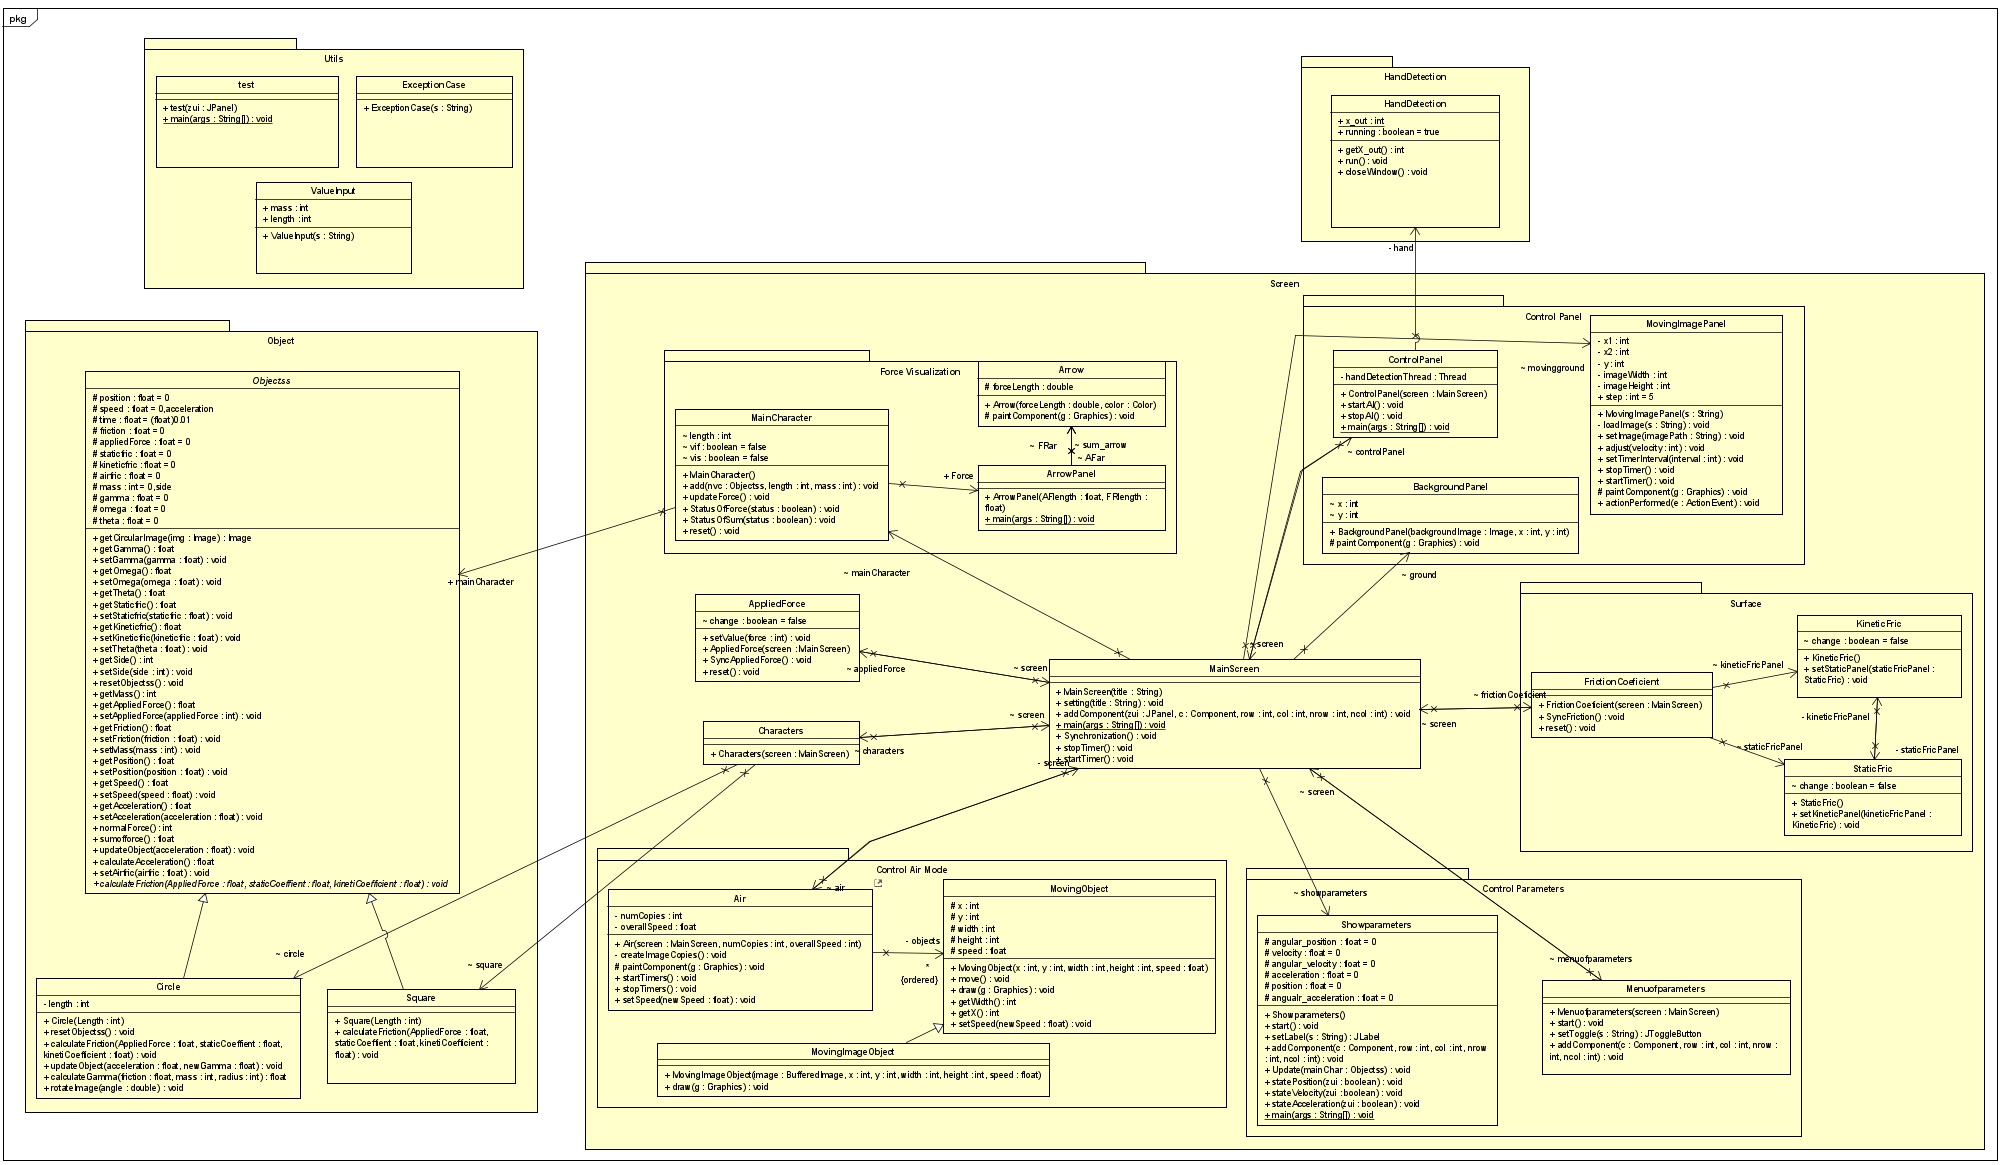 pkg
Utils
test
+ test(zui : JPanel)
+ main(args : String[]) : void
ExceptionCase
+ ExceptionCase(s : String)
ValueInput
+ mass : int
+ length : int
+ ValueInput(s : String)
HandDetection
HandDetection
+ x_out : int
+ running : boolean = true
+ getX_out() : int
+ run() : void
+ closeWindow() : void
- hand
Object
Objectss
# position : float = 0
# speed : float = 0,acceleration
# time : float = (float)0.01
# friction : float = 0
# appliedForce : float = 0
# staticfric : float = 0
# kineticfric : float = 0
# airfric : float = 0
# mass : int = 0,side
# gamma : float = 0
# omega : float = 0
# theta : float = 0
+ getCircularImage(img : Image) : Image
+ getGamma() : float
+ setGamma(gamma : float) : void
+ getOmega() : float
+ setOmega(omega : float) : void
+ getTheta() : float
+ getStaticfric() : float
+ setStaticfric(staticfric : float) : void
+ getKineticfric() : float
+ setKineticfric(kineticfric : float) : void
+ setTheta(theta : float) : void
+ getSide() : int
+ setSide(side : int) : void
+ resetObjectss() : void
+ getMass() : int
+ getAppliedForce() : float
+ setAppliedForce(appliedForce : int) : void
+ getFriction() : float
+ setFriction(friction : float) : void
+ setMass(mass : int) : void
+ getPosition() : float
+ setPosition(position : float) : void
+ getSpeed() : float
+ setSpeed(speed : float) : void
+ getAcceleration() : float
+ setAcceleration(acceleration : float) : void
+ normalForce() : int
+ sumofforce() : float
+ updateObject(acceleration : float) : void
+ calculateAcceleration() : float
+ setAirfric(airfric : float) : void
+ calculateFriction(AppliedForce : float, staticCoeffient : float, kinetiCoefficient : float) : void
+ mainCharacter
~ circle
~ square
Circle
- length : int
+ Circle(Length : int)
+ resetObjectss() : void
+ calculateFriction(AppliedForce : float, staticCoeffient : float,
kinetiCoefficient : float) : void
+ updateObject(acceleration : float, newGamma : float) : void
+ calculateGamma(friction : float, mass : int, radius : int) : float
+ rotateImage(angle : double) : void
Square
+ Square(Length : int)
+ calculateFriction(AppliedForce : float,
staticCoeffient : float, kinetiCoefficient :
float) : void
Screen
Force Visualization
MainCharacter
~ length : int
~ vif : boolean = false
~ vis : boolean = false
+ MainCharacter()
+ add(nvc : Objectss, length : int, mass : int) : void
+ updateForce() : void
+ StatusOfForce(status : boolean) : void
+ StatusOfSum(status : boolean) : void
+ reset() : void
+ Force
Arrow
# forceLength : double
+ Arrow(forceLength : double, color : Color)
# paintComponent(g : Graphics) : void
~ FRar
~ sum_arrow
~ AFar
ArrowPanel
+ ArrowPanel(AFlength : float, FRlength :
float)
+ main(args : String[]) : void
Control Panel
~ movingground
ControlPanel
- handDetectionThread : Thread
+ ControlPanel(screen : MainScreen)
+ startAI() : void
+ stopAI() : void
+ main(args : String[]) : void
~ controlPanel
MovingImagePanel
- x1 : int
- x2 : int
- y : int
- imageWidth : int
- imageHeight : int
+ step : int = 5
+ MovingImagePanel(s : String)
- loadImage(s : String) : void
+ setImage(imagePath : String) : void
+ adjust(velocity : int) : void
+ setTimerInterval(interval : int) : void
+ stopTimer() : void
+ startTimer() : void
# paintComponent(g : Graphics) : void
+ actionPerformed(e : ActionEvent) : void
BackgroundPanel
~ x : int
~ y : int
+ BackgroundPanel(backgroundImage : Image, x : int, y : int)
# paintComponent(g : Graphics) : void
~ ground
~ mainCharacter
AppliedForce
~ change : boolean = false
+ setValue(force : int) : void
+ AppliedForce(screen : MainScreen)
+ SyncAppliedForce() : void
+ reset() : void
~ appliedForce
~ screen
~ screen
~ screen
Characters
+ Characters(screen : MainScreen)
~ characters
MainScreen
+ MainScreen(title : String)
+ setting(title : String) : void
+ addComponent(zui : JPanel, c : Component, row : int, col : int, nrow : int, ncol : int) : void
+ main(args : String[]) : void
+ Synchronization() : void
+ stopTimer() : void
+ startTimer() : void
- screen
~ screen
~ screen
~ frictionCoeficient
Surface
KineticFric
~ change : boolean = false
+ KineticFric()
+ setStaticPanel(staticFricPanel :
StaticFric) : void
~ kineticFricPanel
FrictionCoeficient
+ FrictionCoeficient(screen : MainScreen)
+ SyncFriction() : void
+ reset() : void
- kineticFricPanel
~ staticFricPanel
- staticFricPanel
StaticFric
~ change : boolean = false
+ StaticFric()
+ setKineticPanel(kineticFricPanel :
KineticFric) : void
Control Air Mode
~ air
Air
- numCopies : int
- overallSpeed : float
+ Air(screen : MainScreen, numCopies : int, overallSpeed : int)
- createImageCopies() : void
# paintComponent(g : Graphics) : void
+ startTimers() : void
+ stopTimers() : void
+ setSpeed(newSpeed : float) : void
- objects
*
{ordered}
MovingObject
# x : int
# y : int
# width : int
# height : int
# speed : float
+ MovingObject(x : int, y : int, width : int, height : int, speed : float)
+ move() : void
+ draw(g : Graphics) : void
+ getWidth() : int
+ getX() : int
+ setSpeed(newSpeed : float) : void
MovingImageObject
+ MovingImageObject(image : BufferedImage, x : int, y : int, width : int, height : int, speed : float)
+ draw(g : Graphics) : void
Control Parameters
~ showparameters
Showparameters
# angular_position : float = 0
# velocity : float = 0
# angular_velocity : float = 0
# acceleration : float = 0
# position : float = 0
# angualr_acceleration : float = 0
+ Showparameters()
+ start() : void
+ setLabel(s : String) : JLabel
+ addComponent(c : Component, row : int, col : int, nrow
: int, ncol : int) : void
+ Update(mainChar : Objectss) : void
+ statePosition(zui : boolean) : void
+ stateVelocity(zui : boolean) : void
+ stateAcceleration(zui : boolean) : void
+ main(args : String[]) : void
~ menuofparameters
Menuofparameters
+ Menuofparameters(screen : MainScreen)
+ start() : void
+ setToggle(s : String) : JToggleButton
+ addComponent(c : Component, row : int, col : int, nrow :
int, ncol : int) : void